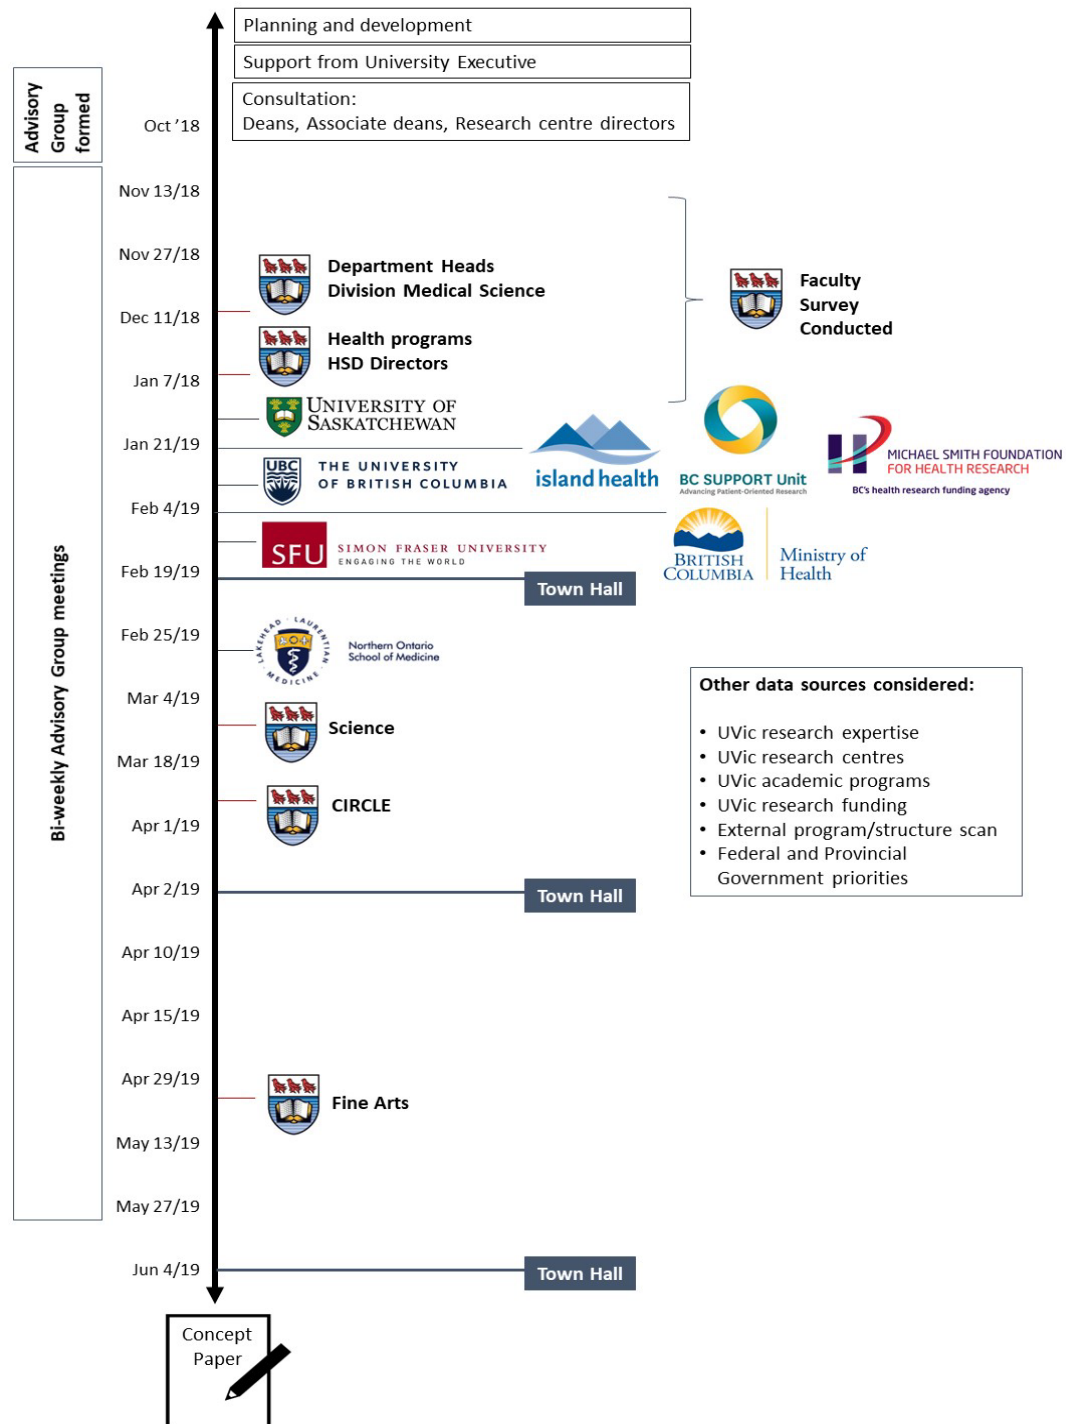 Planning and development
Support from University Executive
Consultation:
Deans, Associate deans, Research centre directors
Advisory
Group
formed
Oct '18
Nov 13/18
Nov 27/18
Department Heads
Division Medical Science
Faculty
Survey
Conducted
Dec 11/18
Health programs
HSD Directors
Jan 7/18
UNIVERSITY OF
SASKATCHEWAN
Jan 21/19
island health
BC SUPPORT Unit
Advancing Patient-Oriented Research
MICHAEL SMITH FOUNDATION
FOR HEALTH RESEARCH
BC's health research funding agency
UBC
THE UNIVERSITY
OF BRITISH COLUMBIA
Feb 4/19
SFU
SIMON FRASER UNIVERSITY
ENGAGING THE WORLD
BRITISH
COLUMBIA
Ministry of
Health
Feb 19/19
Town Hall
Bi-weekly Advisory Group meetings
Feb 25/19
LAKEHEAD · LAURENTIAN
· MEDICINE ·
Northern Ontario
School of Medicine
Mar 4/19
Science
Mar 18/19
CIRCLE
Apr 1/19
Other data sources considered:
• UVic research expertise
• UVic research centres
• UVic academic programs
• UVic research funding
• External program/structure scan
• Federal and Provincial
Government priorities
Apr 2/19
Town Hall
Apr 10/19
Apr 15/19
Apr 29/19
Fine Arts
May 13/19
May 27/19
Jun 4/19
Town Hall
Concept
Paper